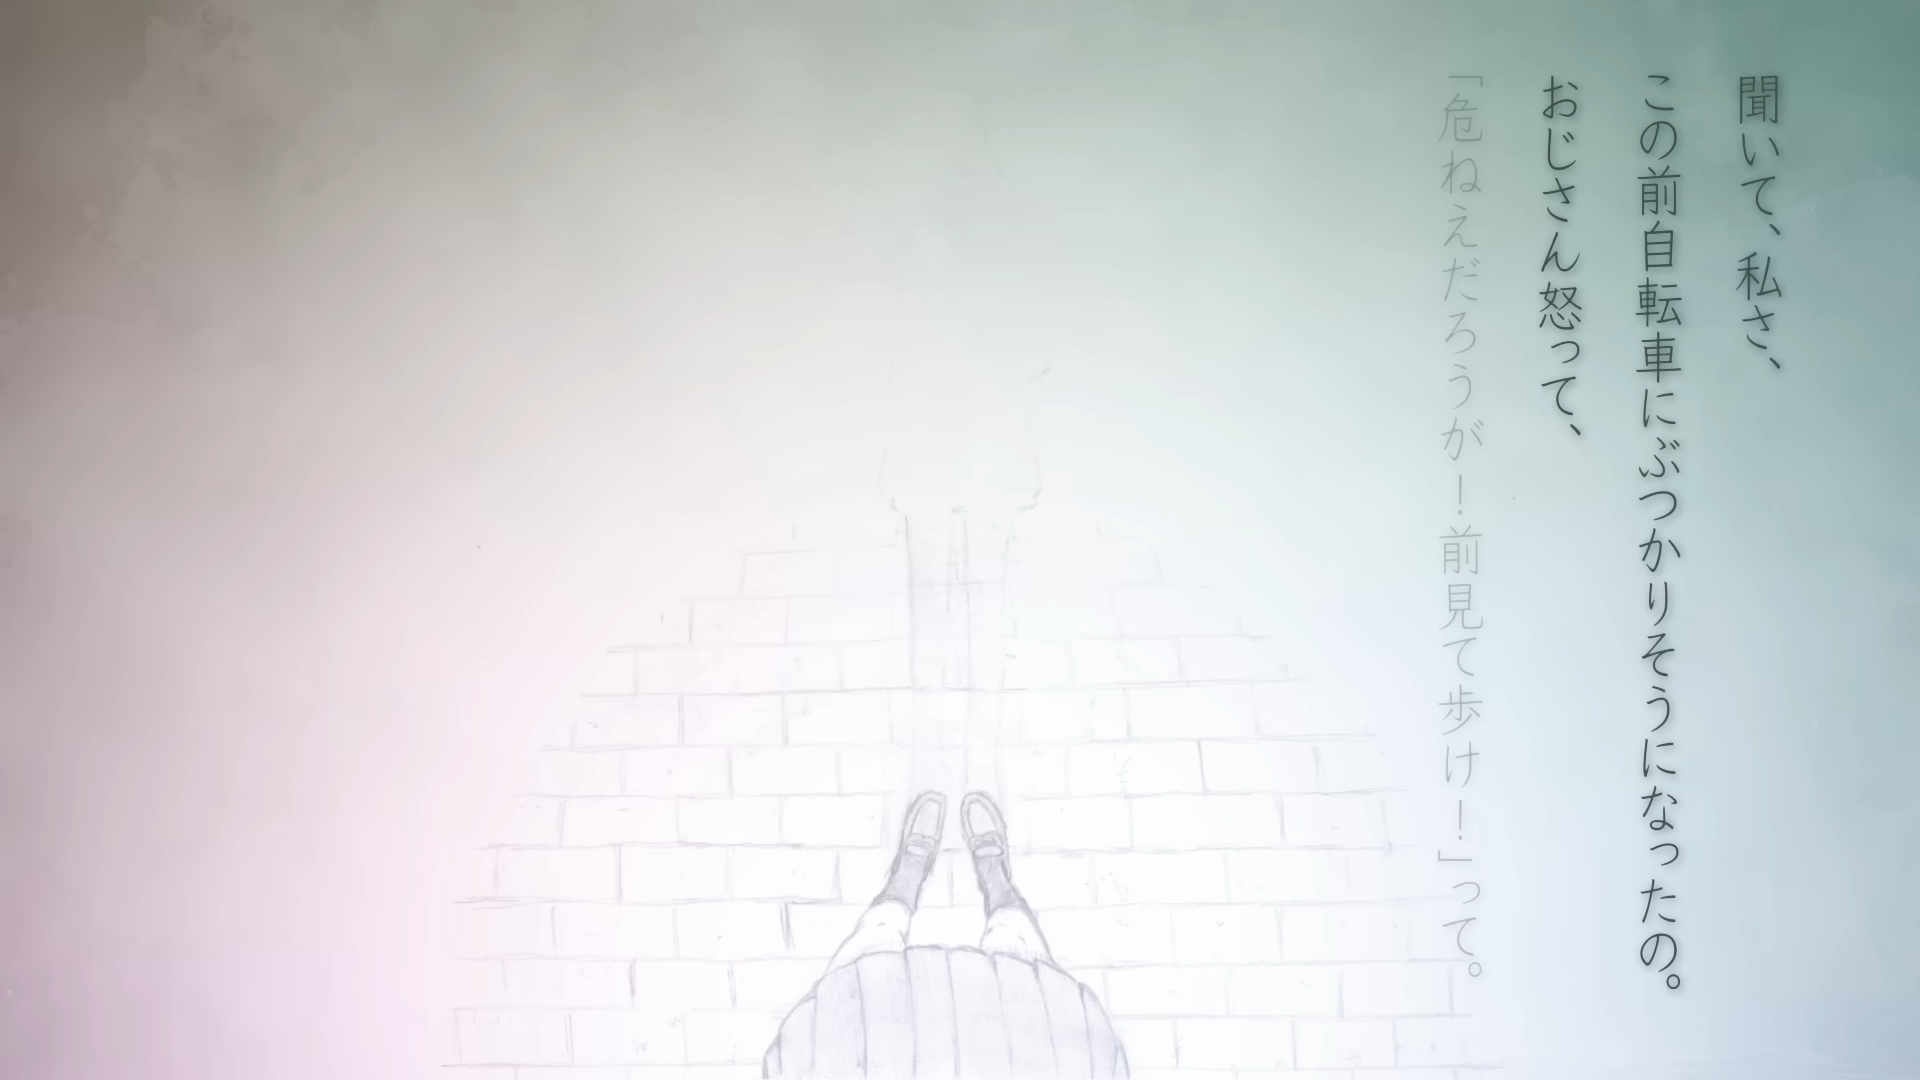 聞いて、私さ、
この前自転車にぶつかりそうになったの。
おじさん怒って、
「危ねえだろうが！前見て歩け！」って。